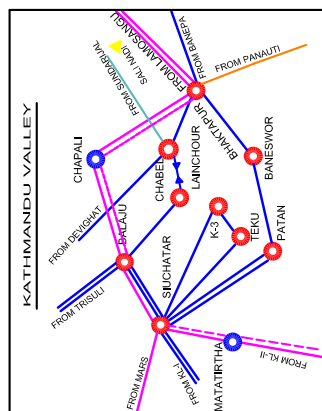 KATHMANDU VALLEY
FROM BANEPA
FROM LAMOSANGU
SALI NADI
FROM SUNDARIJAL
FROM PANAUTI
BHAKTAPUR
BANESWOR
CHABEL
LAINCHOUR
CHAPALI
FROM DEVIGHAT
BALAJU
K-3
TEKU
PATAN
SIUCHATAR
FROM TRISULI
FROM MARS
FROM KL-I
MATATIRTHA
FROM KL-II